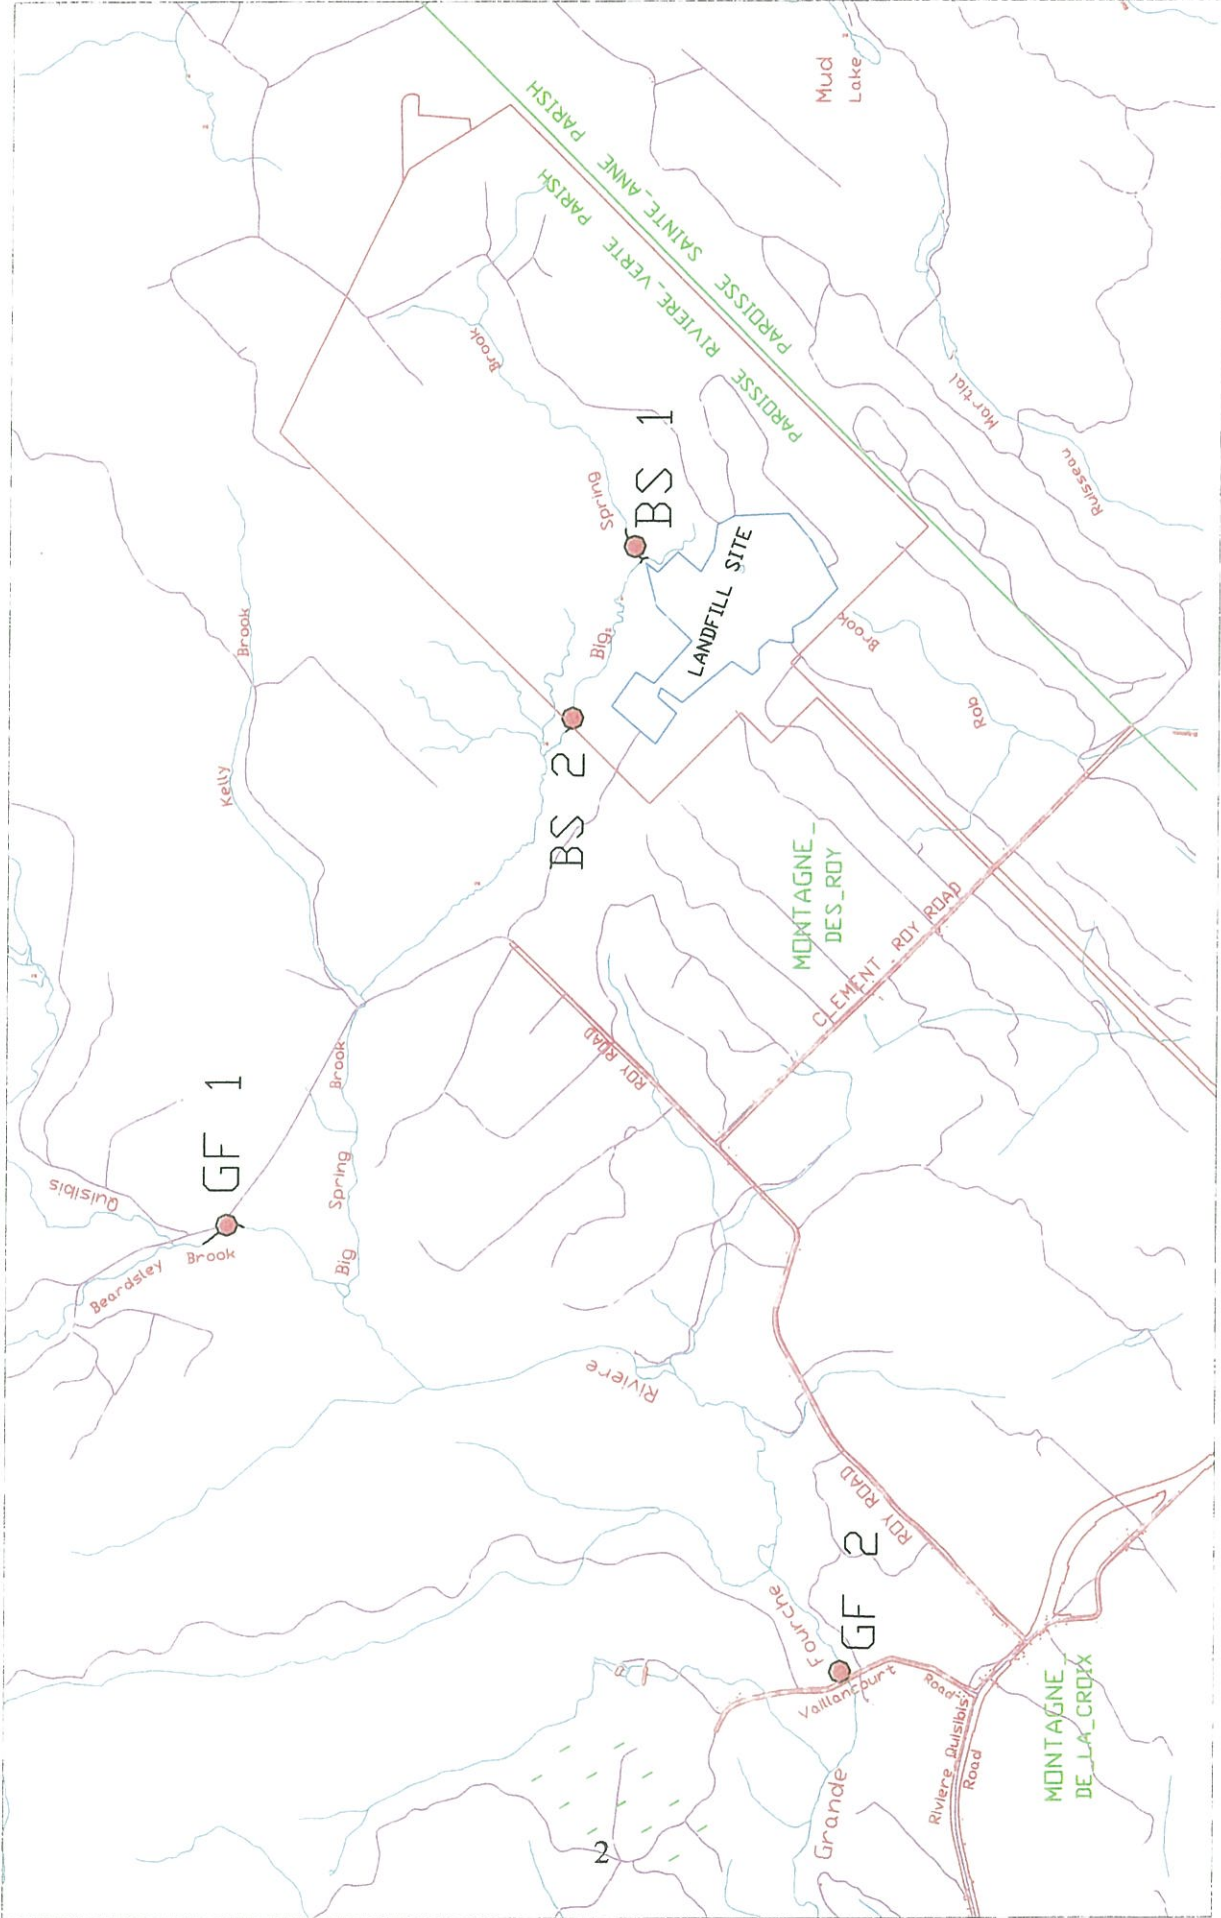 Mud
Lake
PAROISSE SAINTE_ANNE PARISH
PAROISSE RIVIERE_VERTE PARISH
Brook
Spring
BS 1
Big
LANDFILL SITE
Ruisseau Martial
Brook
Rob
Brook
Kelly
BS 2
MONTAGNE_
DES_ROY
CLEMENT ROY ROAD
ROY ROAD
Brook
Spring
Big
GF 1
Quisibis
Beardsley Brook
Riviere
ROY ROAD
GF 2
Fourche
Vaillancourt
Road
Riviere Quisibis
Road
Grande
MONTAGNE_
DE_LA_CROIX
2